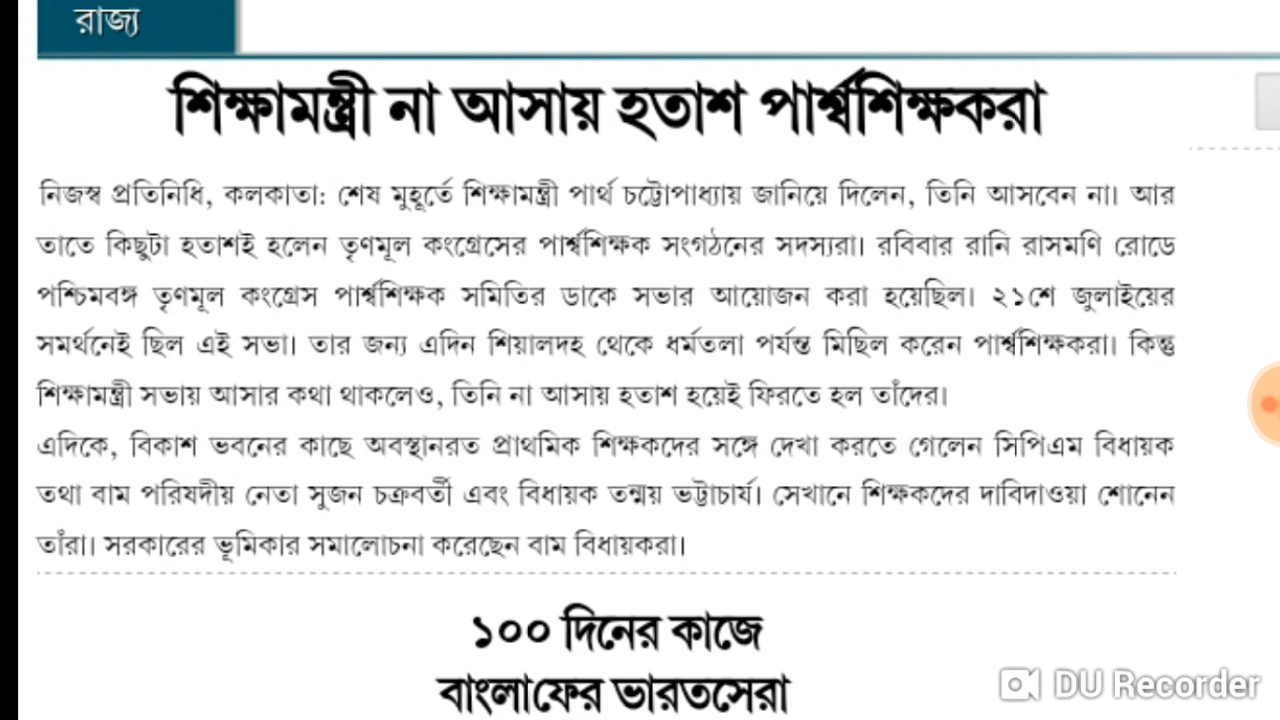 রাজ্য
শিক্ষামন্ত্রী না আসায় হতাশ পার্শ্বশিক্ষকরা
নিজস্ব প্রতিনিধি, কলকাতা: শেষ মুহূর্তে শিক্ষামন্ত্রী পার্থ চট্টোপাধ্যায় জানিয়ে দিলেন, তিনি আসবেন না। আর
তাতে কিছুটা হতাশই হলেন তৃণমূল কংগ্রেসের পার্শ্বশিক্ষক সংগঠনের সদস্যরা। রবিবার রানি রাসমণি রোডে
পশ্চিমবঙ্গ তৃণমূল কংগ্রেস পার্শ্বশিক্ষক সমিতির ডাকে সভার আয়োজন করা হয়েছিল। ২১শে জুলাইয়ের
সমর্থনেই ছিল এই সভা। তার জন্য এদিন শিয়ালদহ থেকে ধর্মতলা পর্যন্ত মিছিল করেন পার্শ্বশিক্ষকরা। কিন্তু
শিক্ষামন্ত্রী সভায় আসার কথা থাকলেও, তিনি না আসায় হতাশ হয়েই ফিরতে হল তাঁদের।
এদিকে, বিকাশ ভবনের কাছে অবস্থানরত প্রাথমিক শিক্ষকদের সঙ্গে দেখা করতে গেলেন সিপিএম বিধায়ক
তথা বাম পরিষদীয় নেতা সুজন চক্রবর্তী এবং বিধায়ক তন্ময় ভট্টাচার্য। সেখানে শিক্ষকদের দাবিদাওয়া শোনেন
তাঁরা। সরকারের ভূমিকার সমালোচনা করেছেন বাম বিধায়করা।
১০০ দিনের কাজে
বাংলাফের ভারতসেরা
DU Recorder